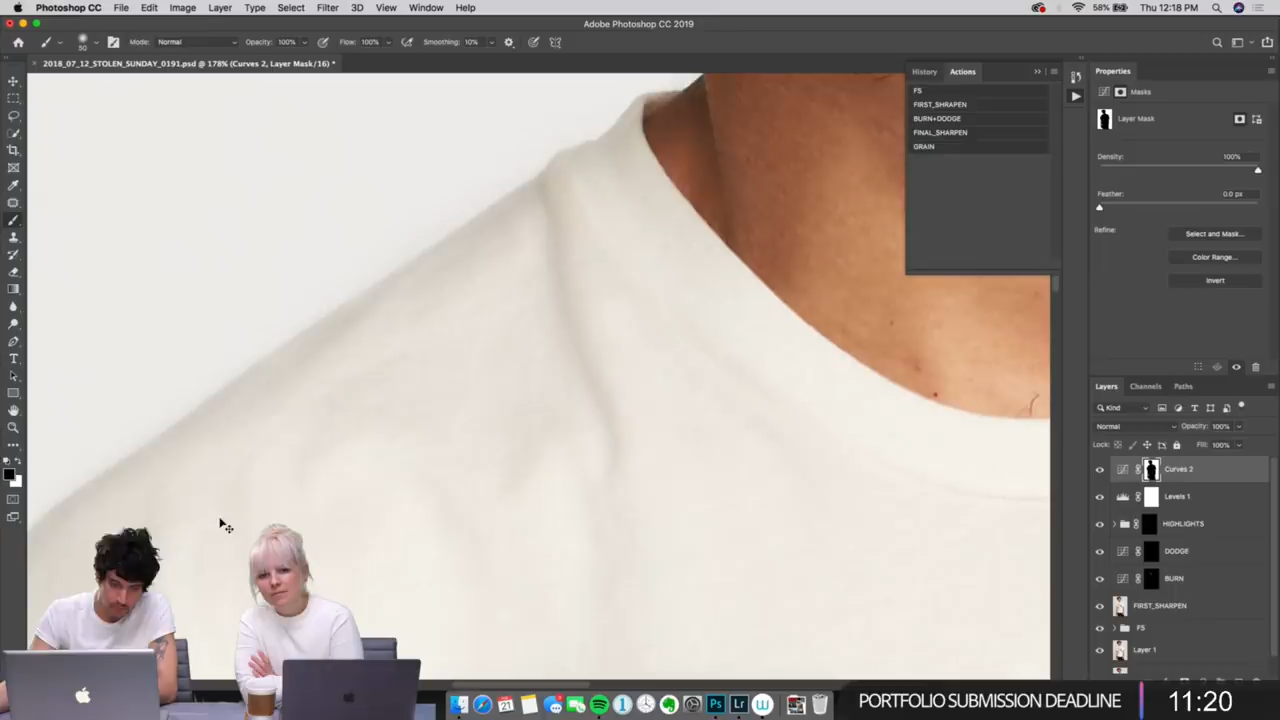 Photoshop CC File Edit Image Layer Type Select Filter 3D View Window Help 58% Thu 12:18 PM
Adobe Photoshop CC 2019
50 Mode: Normal Opacity: 100% Flow: 100% Smoothing: 10%
2018_07_12_STOLEN_SUNDAY_0191.psd @ 178% (Curves 2, Layer Mask/16) *
History Actions
FS
FIRST_SHRAPEN
BURN+DODGE
FINAL_SHARPEN
GRAIN
Properties
Masks
Layer Mask
Density: 100%
Feather: 0.0 px
Refine: Select and Mask...
Color Range...
Invert
Layers Channels Paths
Kind
Normal Opacity: 100%
Lock: Fill: 100%
Curves 2
Levels 1
HIGHLIGHTS
DODGE
BURN
FIRST_SHARPEN
FS
Layer 1
Ps Lr
PORTFOLIO SUBMISSION DEADLINE 11:20